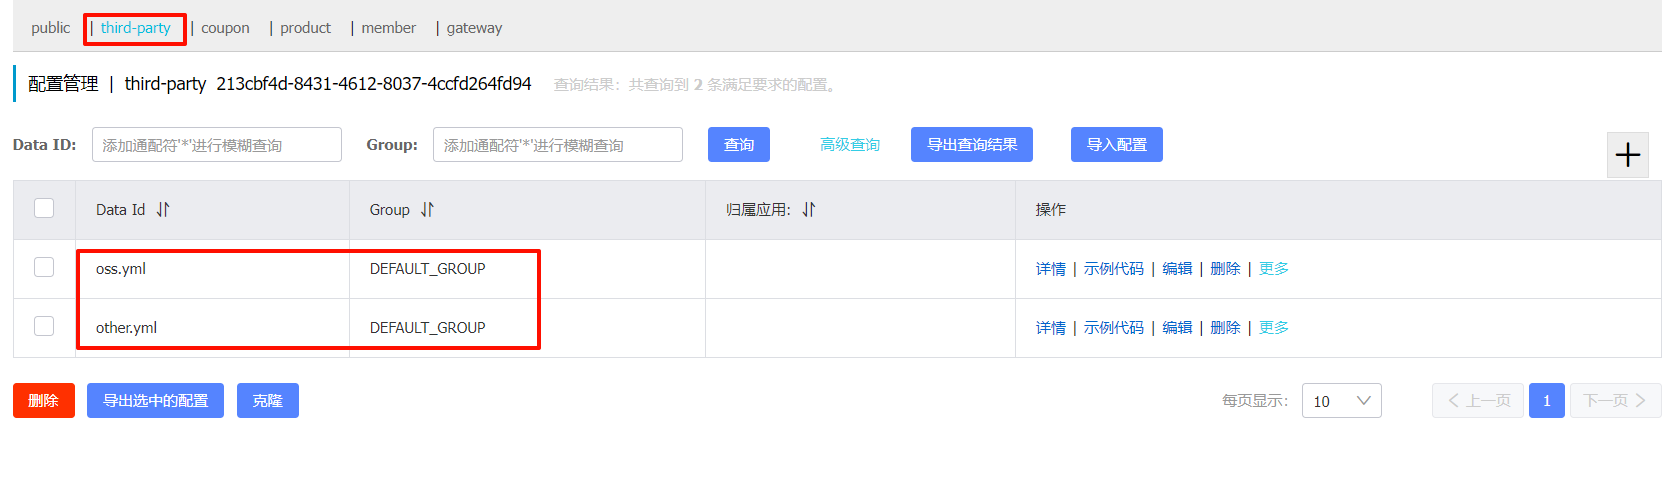 public | third-party | coupon | product | member | gateway
配置管理 | third-party 213cbf4d-8431-4612-8037-4ccfd264fd94 查询结果：共查询到 2 条满足要求的配置。
Data ID: 添加通配符'*'进行模糊查询 Group: 添加通配符'*'进行模糊查询 查询 高级查询 导出查询结果 导入配置
Data Id Group 归属应用: 操作
oss.yml DEFAULT_GROUP 详情 | 示例代码 | 编辑 | 删除 | 更多
other.yml DEFAULT_GROUP 详情 | 示例代码 | 编辑 | 删除 | 更多
删除 导出选中的配置 克隆 每页显示: 10 上一页 1 下一页